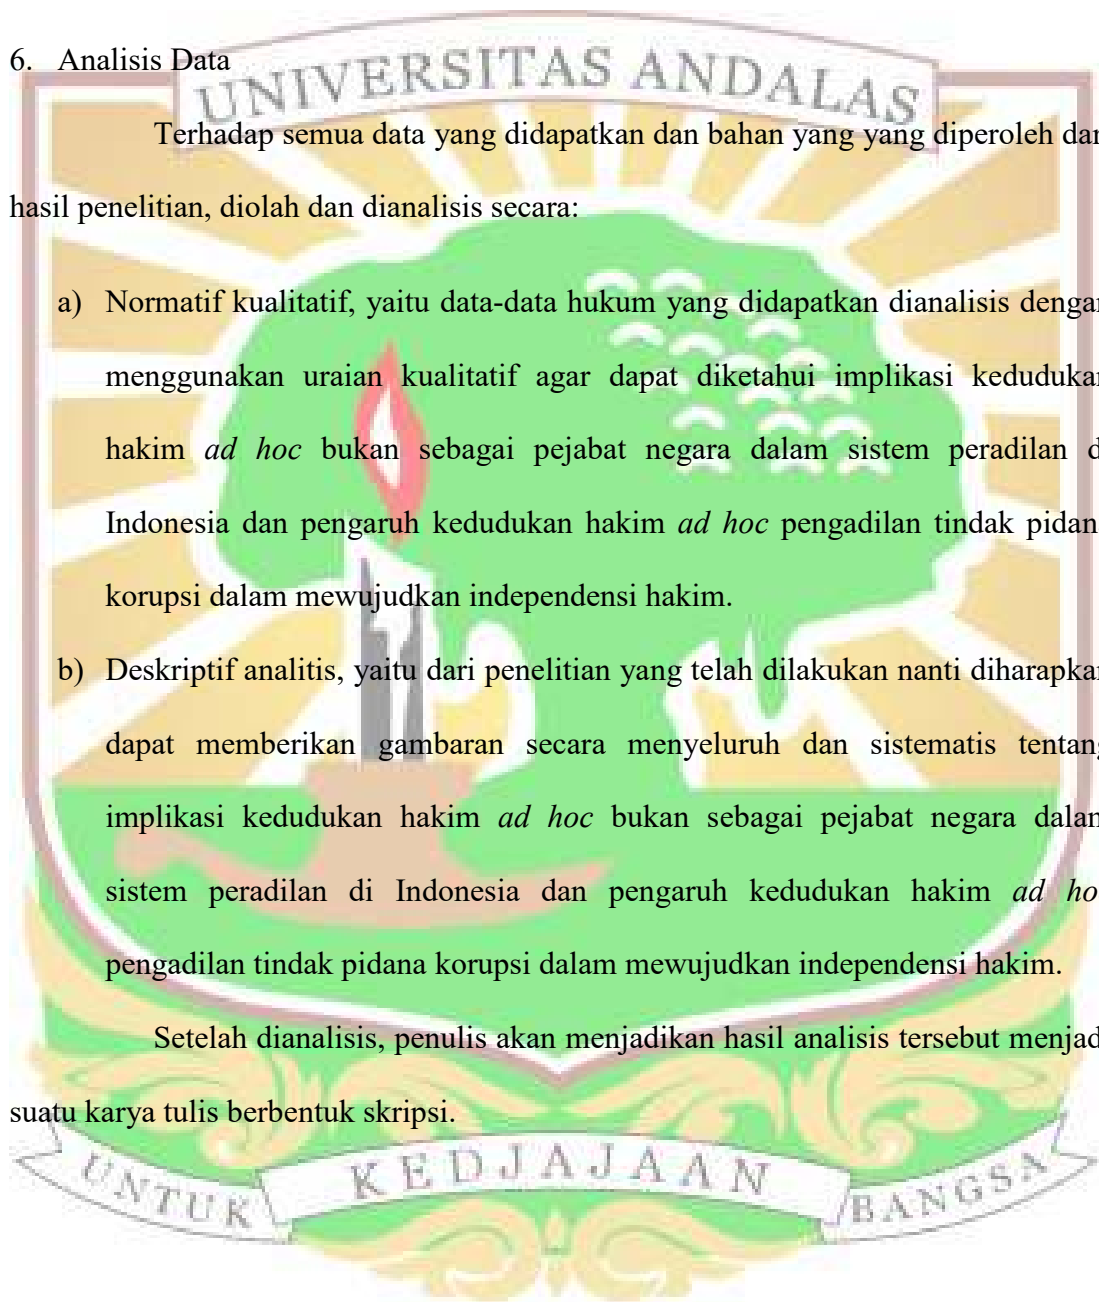 6. Analisis Data
UNIVERSITAS ANDALAS
Terhadap semua data yang didapatkan dan bahan yang yang diperoleh dar
hasil penelitian, diolah dan dianalisis secara:
a) Normatif kualitatif, yaitu data-data hukum yang didapatkan dianalisis dengan
menggunakan uraian kualitatif agar dapat diketahui implikasi kedudukan
hakim ad hoc bukan sebagai pejabat negara dalam sistem peradilan d
Indonesia dan pengaruh kedudukan hakim ad hoc pengadilan tindak pidan
korupsi dalam mewujudkan independensi hakim.
b) Deskriptif analitis, yaitu dari penelitian yang telah dilakukan nanti diharapkan
dapat memberikan gambaran secara menyeluruh dan sistematis tentang
implikasi kedudukan hakim ad hoc bukan sebagai pejabat negara dalam
sistem peradilan di Indonesia dan pengaruh kedudukan hakim ad ho
pengadilan tindak pidana korupsi dalam mewujudkan independensi hakim.
Setelah dianalisis, penulis akan menjadikan hasil analisis tersebut menjad
suatu karya tulis berbentuk skripsi.
UNTUK KEDJAJAAN BANGSA